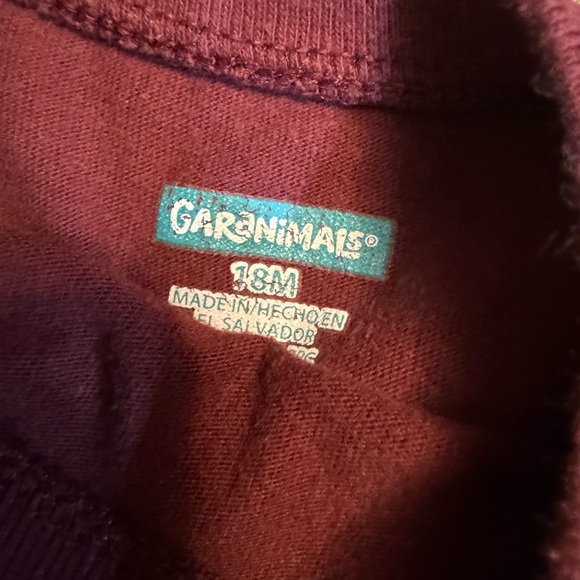 GARANIMALS®
18M
MADE IN/HECHO EN
EL SALVADOR